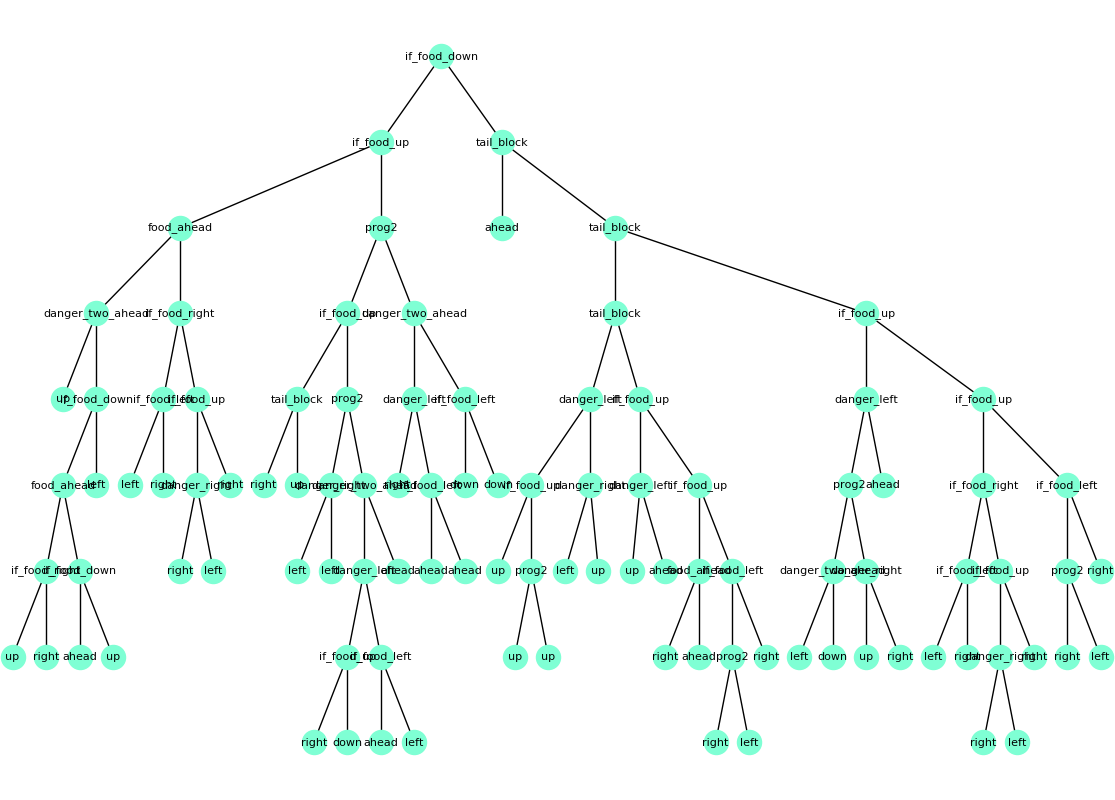 if_food_down
if_food_up
tail_block
food_ahead
prog2
ahead
tail_block
danger_two_ahead
if_food_right
if_food_up
danger_two_ahead
tail_block
if_food_up
up
if_food_down
if_food_left
if_food_up
tail_block
prog2
danger_left
if_food_left
danger_left
if_food_up
danger_left
if_food_up
food_ahead
left
left
right
danger_right
right
right
up
danger_right
danger_two_ahead
right
if_food_left
down
down
if_food_up
danger_right
danger_left
if_food_up
prog2
ahead
if_food_right
if_food_left
if_food_right
if_food_down
right
left
left
left
danger_left
ahead
ahead
ahead
up
prog2
left
up
up
ahead
food_ahead
if_food_left
danger_two_ahead
danger_right
if_food_left
if_food_up
prog2
right
up
right
ahead
up
if_food_up
if_food_left
up
up
right
ahead
prog2
right
left
down
up
right
left
right
danger_right
right
right
left
right
down
ahead
left
right
left
right
left